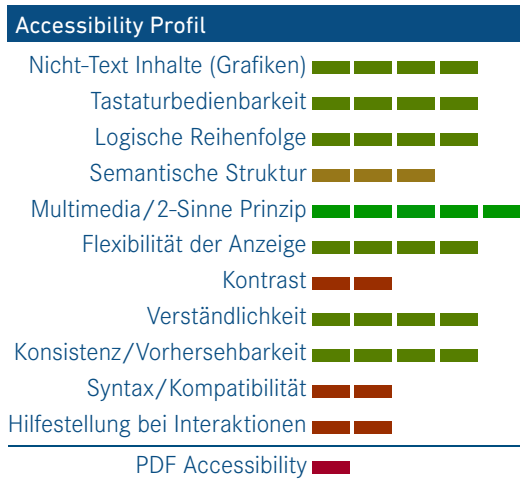 Accessibility Profil
Nicht-Text Inhalte (Grafiken)
Tastaturbedienbarkeit
Logische Reihenfolge
Semantische Struktur
Multimedia/2-Sinne Prinzip
Flexibilität der Anzeige
Kontrast
Verständlichkeit
Konsistenz/Vorhersehbarkeit
Syntax/Kompatibilität
Hilfestellung bei Interaktionen
PDF Accessibility